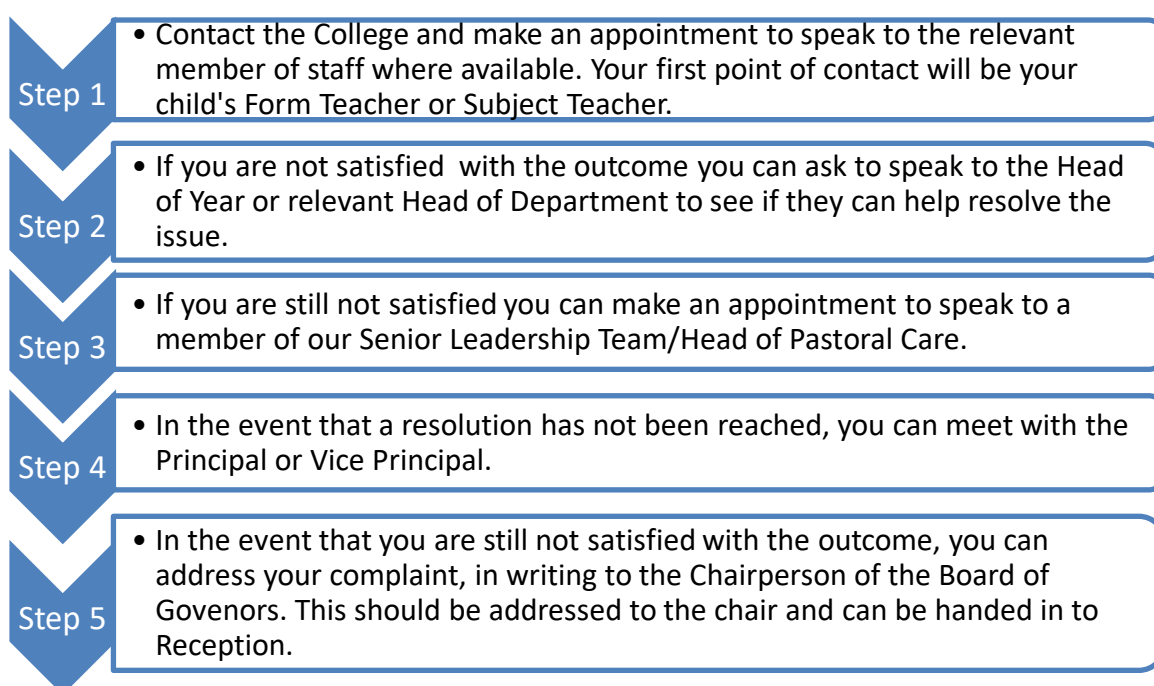 Step 1
• Contact the College and make an appointment to speak to the relevant
member of staff where available. Your first point of contact will be your
child's Form Teacher or Subject Teacher.
Step 2
• If you are not satisfied  with the outcome you can ask to speak to the Head
of Year or relevant Head of Department to see if they can help resolve the
issue.
Step 3
• If you are still not satisfied you can make an appointment to speak to a
member of our Senior Leadership Team/Head of Pastoral Care.
Step 4
• In the event that a resolution has not been reached, you can meet with the
Principal or Vice Principal.
Step 5
• In the event that you are still not satisfied with the outcome, you can
address your complaint, in writing to the Chairperson of the Board of
Govenors. This should be addressed to the chair and can be handed in to
Reception.